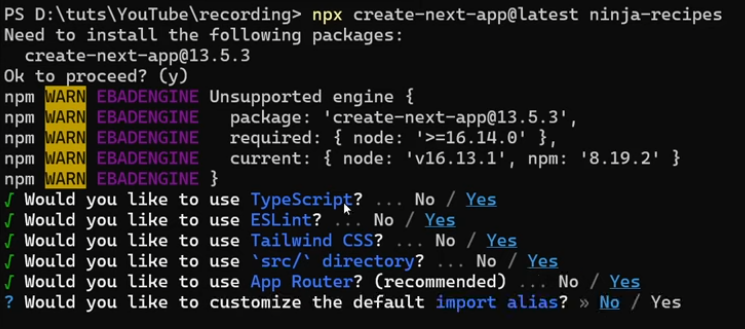 PS D:\tuts\YouTube\recording> npx create-next-app@latest ninja-recipes
Need to install the following packages:
  create-next-app@13.5.3
Ok to proceed? (y)
npm WARN EBADENGINE Unsupported engine {
npm WARN EBADENGINE   package: 'create-next-app@13.5.3',
npm WARN EBADENGINE   required: { node: '>=16.14.0' },
npm WARN EBADENGINE   current: { node: 'v16.13.1', npm: '8.19.2' }
npm WARN EBADENGINE }
√ Would you like to use TypeScript? ... No / Yes
√ Would you like to use ESLint? ... No / Yes
√ Would you like to use Tailwind CSS? ... No / Yes
√ Would you like to use `src/` directory? ... No / Yes
√ Would you like to use App Router? (recommended) ... No / Yes
? Would you like to customize the default import alias? » No / Yes